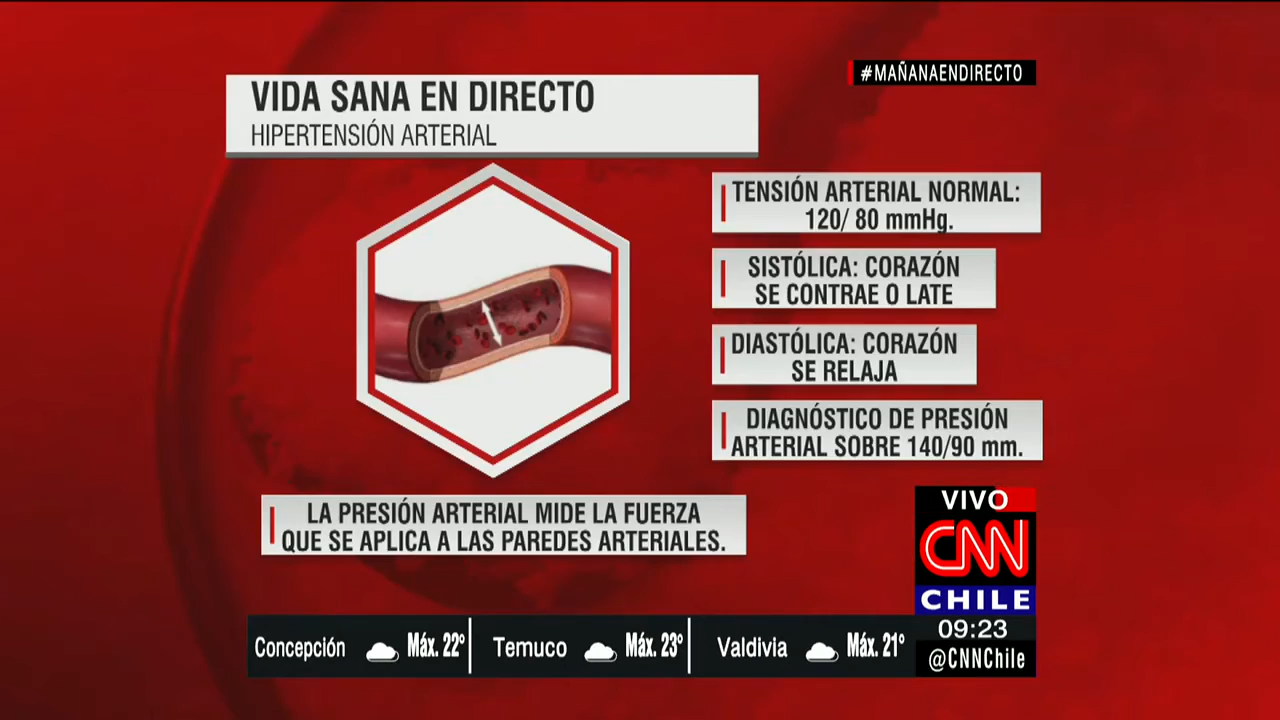 #MAÑANAENDIRECTO
VIDA SANA EN DIRECTO
HIPERTENSIÓN ARTERIAL
TENSIÓN ARTERIAL NORMAL:
120/ 80 mmHg.
SISTÓLICA: CORAZÓN
SE CONTRAE O LATE
DIASTÓLICA: CORAZÓN
SE RELAJA
DIAGNÓSTICO DE PRESIÓN
ARTERIAL SOBRE 140/90 mm.
LA PRESIÓN ARTERIAL MIDE LA FUERZA
QUE SE APLICA A LAS PAREDES ARTERIALES.
VIVO
CNN
CHILE
09:23
@CNNChile
Concepción Máx. 22° Temuco Máx. 23° Valdivia Máx. 21°